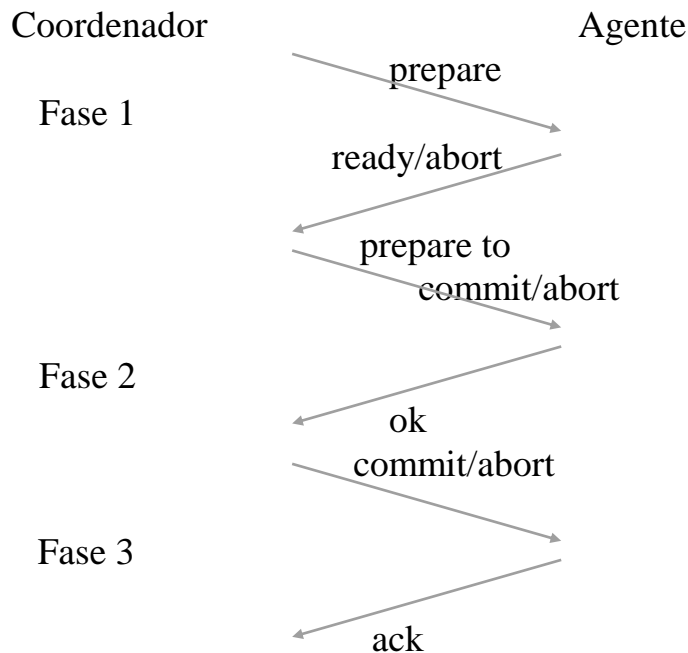 Coordenador Agente
prepare
Fase 1
ready/abort
prepare to
commit/abort
Fase 2
ok
commit/abort
Fase 3
ack